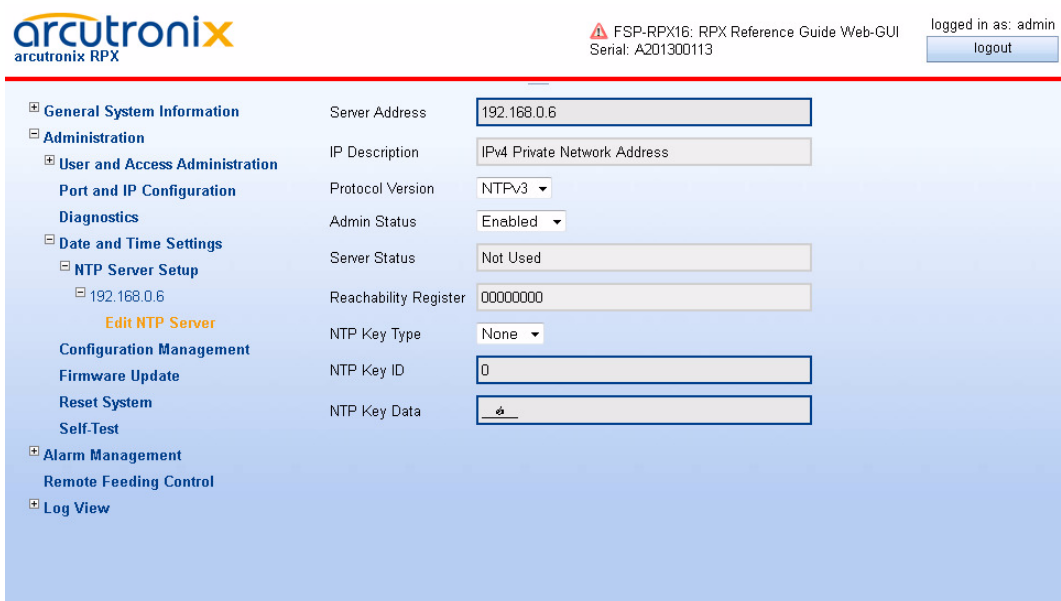 arcutronix
arcutronix RPX
FSP-RPX16: RPX Reference Guide Web-GUI
Serial: A201300113
logged in as: admin
logout
General System Information
Administration
User and Access Administration
Port and IP Configuration
Diagnostics
Date and Time Settings
NTP Server Setup
192.168.0.6
Edit NTP Server
Configuration Management
Firmware Update
Reset System
Self-Test
Alarm Management
Remote Feeding Control
Log View
Server Address 192.168.0.6
IP Description IPv4 Private Network Address
Protocol Version NTPv3
Admin Status Enabled
Server Status Not Used
Reachability Register 00000000
NTP Key Type None
NTP Key ID 0
NTP Key Data